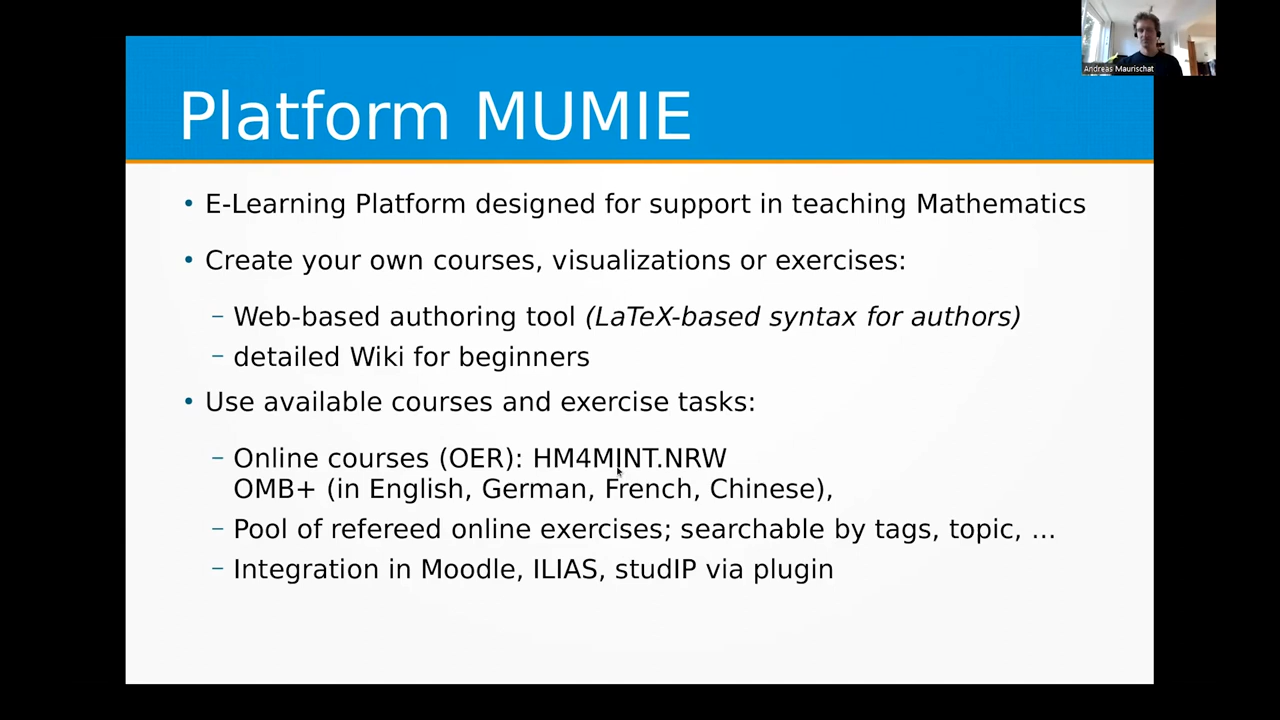 Andreas Maurischat
Platform MUMIE
• E-Learning Platform designed for support in teaching Mathematics
• Create your own courses, visualizations or exercises:
– Web-based authoring tool (LaTeX-based syntax for authors)
– detailed Wiki for beginners
• Use available courses and exercise tasks:
– Online courses (OER): HM4MINT.NRW
OMB+ (in English, German, French, Chinese),
– Pool of refereed online exercises; searchable by tags, topic, ...
– Integration in Moodle, ILIAS, studIP via plugin